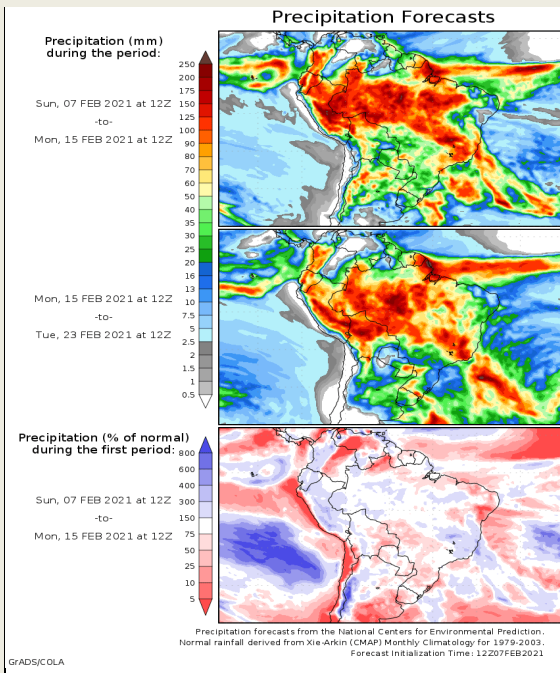 Precipitation Forecasts
Precipitation (mm)
during the period:
Sun, 07 FEB 2021 at 12Z
-to-
Mon, 15 FEB 2021 at 12Z
250
200
175
150
125
100
90
80
70
60
50
40
35
30
25
20
16
13
10
7.5
5
2.5
2
1.5
1
0.5
Mon, 15 FEB 2021 at 12Z
-to-
Tue, 23 FEB 2021 at 12Z
Precipitation (% of normal)
during the first period:
Sun, 07 FEB 2021 at 12Z
-to-
Mon, 15 FEB 2021 at 12Z
800
600
400
300
150
75
50
25
10
5
Precipitation forecasts from the National Centers for Environmental Prediction.
Normal rainfall derived from Xie-Arkin (CMAP) Monthly Climatology for 1979-2003.
Forecast Initialization Time: 12Z07FEB2021
GrADS/COLA